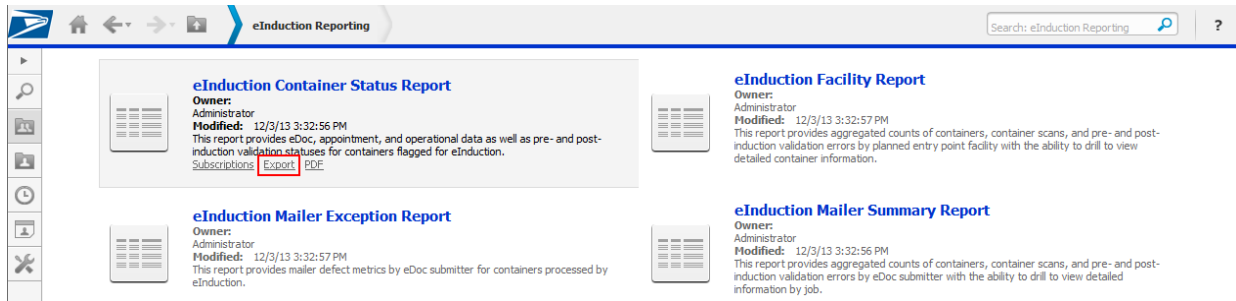 eInduction Reporting
Search: eInduction Reporting
?
eInduction Container Status Report
Owner:
Administrator
Modified: 12/3/13 3:32:56 PM
This report provides eDoc, appointment, and operational data as well as pre- and post-
induction validation statuses for containers flagged for eInduction.
Subscriptions Export PDF
eInduction Facility Report
Owner:
Administrator
Modified: 12/3/13 3:32:57 PM
This report provides aggregated counts of containers, container scans, and pre- and post-
induction validation errors by planned entry point facility with the ability to drill to view
detailed container information.
eInduction Mailer Exception Report
Owner:
Administrator
Modified: 12/3/13 3:32:57 PM
This report provides mailer defect metrics by eDoc submitter for containers processed by
eInduction.
eInduction Mailer Summary Report
Owner:
Administrator
Modified: 12/3/13 3:32:56 PM
This report provides aggregated counts of containers, container scans, and pre- and post-
induction validation errors by eDoc submitter with the ability to drill to view detailed
information by job.